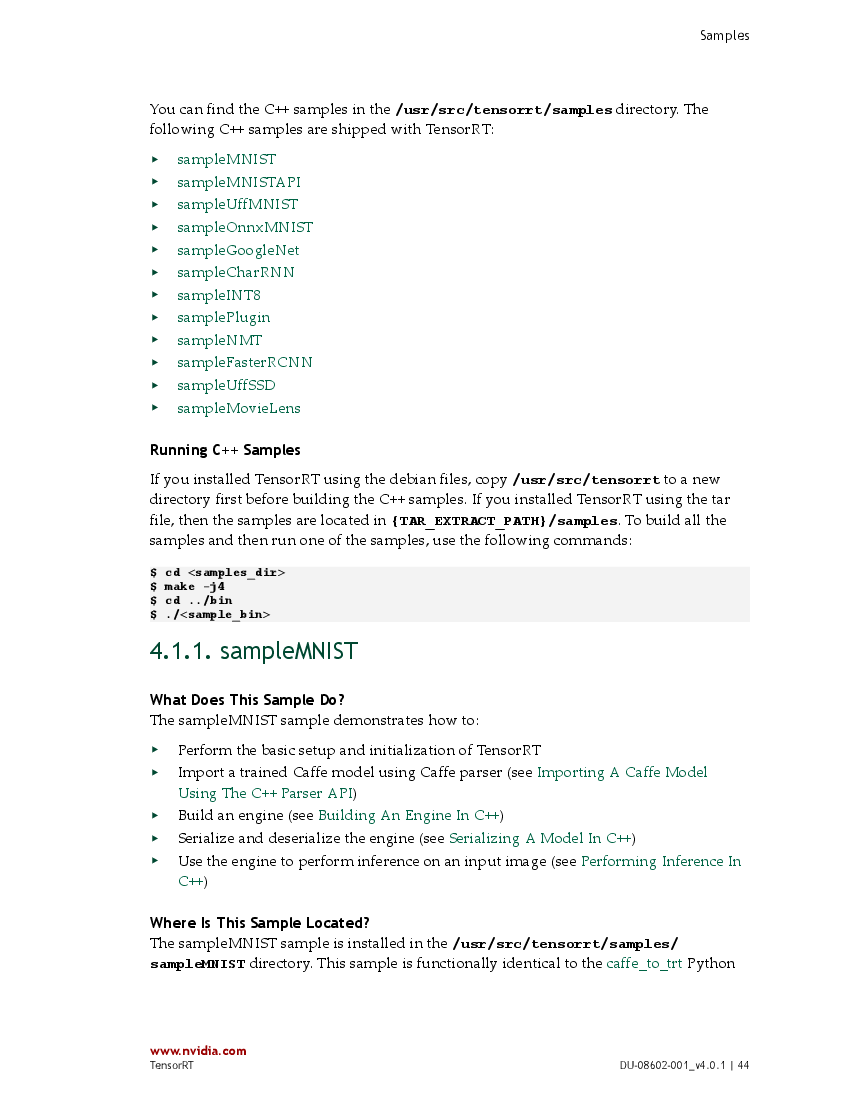 Samples
You can find the C++ samples in the /usr/src/tensorrt/samples directory. The
following C++ samples are shipped with TensorRT:
‣ sampleMNIST
‣ sampleMNISTAPI
‣ sampleUffMNIST
‣ sampleOnnxMNIST
‣ sampleGoogleNet
‣ sampleCharRNN
‣ sampleINT8
‣ samplePlugin
‣ sampleNMT
‣ sampleFasterRCNN
‣ sampleUffSSD
‣ sampleMovieLens
Running C++ Samples
If you installed TensorRT using the debian files, copy /usr/src/tensorrt to a new
directory first before building the C++ samples. If you installed TensorRT using the tar
file, then the samples are located in {TAR_EXTRACT_PATH}/samples. To build all the
samples and then run one of the samples, use the following commands:
$ cd <samples_dir>
$ make -j4
$ cd ../bin
$ ./<sample_bin>
4.1.1. sampleMNIST
What Does This Sample Do?
The sampleMNIST sample demonstrates how to:
‣ Perform the basic setup and initialization of TensorRT
‣ Import a trained Caffe model using Caffe parser (see Importing A Caffe Model
Using The C++ Parser API)
‣ Build an engine (see Building An Engine In C++)
‣ Serialize and deserialize the engine (see Serializing A Model In C++)
‣ Use the engine to perform inference on an input image (see Performing Inference In
C++)
Where Is This Sample Located?
The sampleMNIST sample is installed in the /usr/src/tensorrt/samples/
sampleMNIST directory. This sample is functionally identical to the caffe_to_trt Python
www.nvidia.com
TensorRT DU-08602-001_v4.0.1 | 44